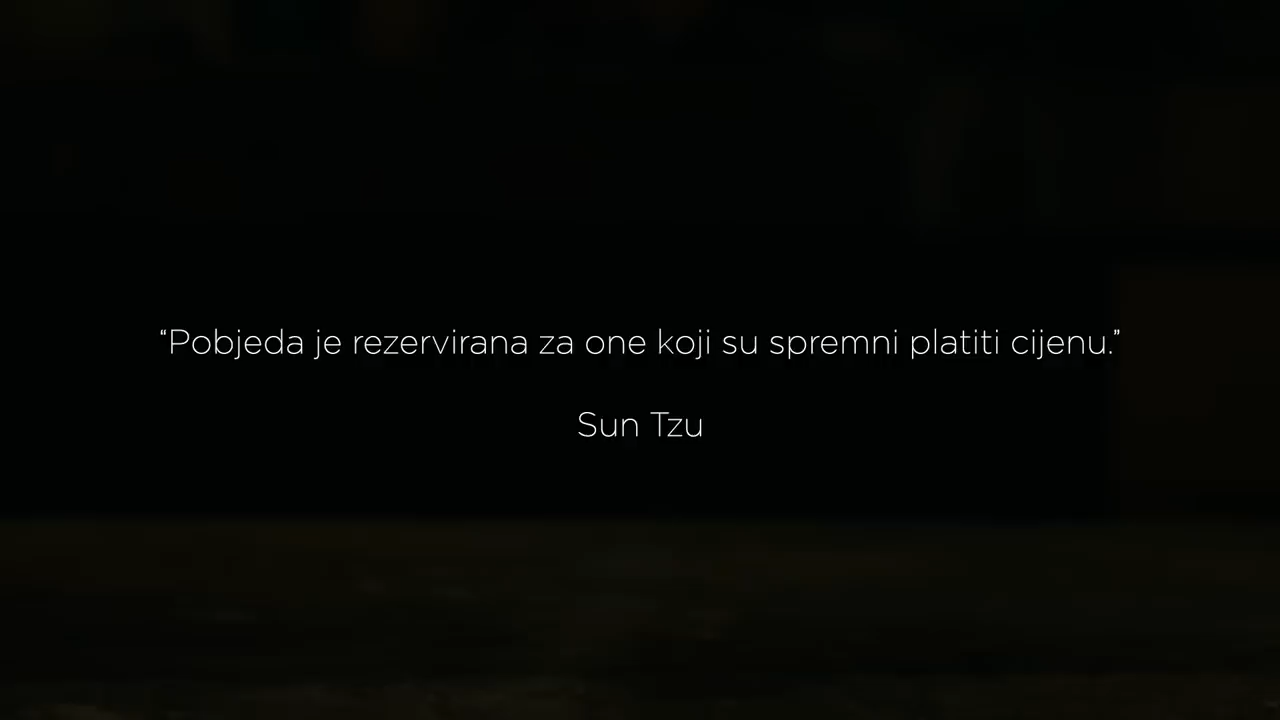 “Pobjeda je rezervirana za one koji su spremni platiti cijenu.”
Sun Tzu